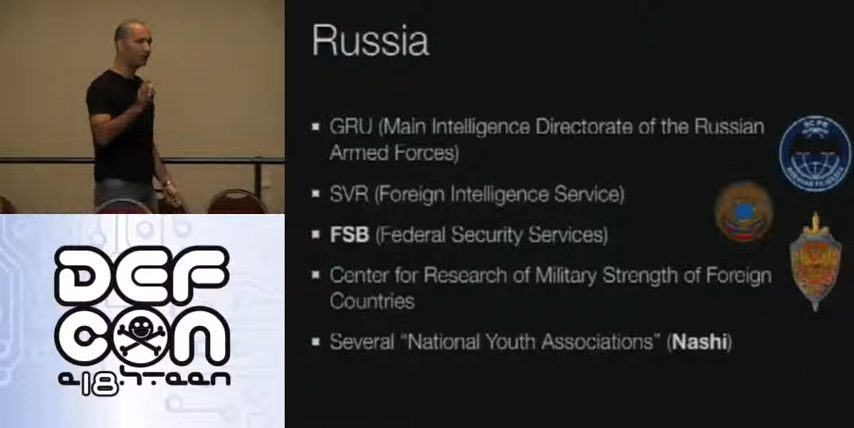 Russia
GRU (Main Intelligence Directorate of the Russian
Armed Forces)
SVR (Foreign Intelligence Service)
FSB (Federal Security Services)
Center for Research of Military Strength of Foreign
Countries
Several “National Youth Associations” (Nashi)
DEF
CON